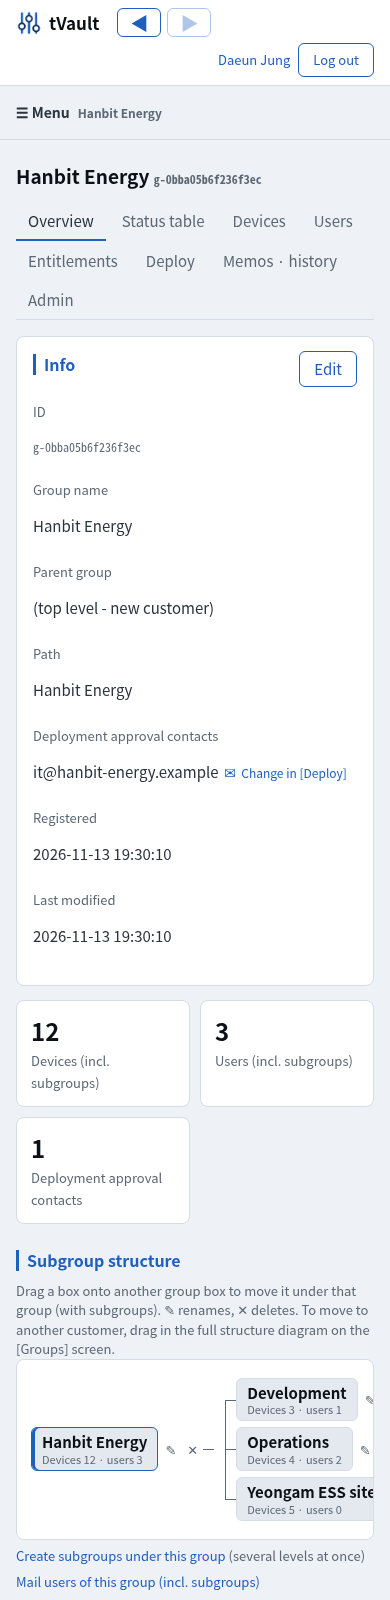 tVault ◀ ▶
Daeun Jung Log out
☰ Menu Hanbit Energy
Hanbit Energy g-0bba05b6f236f3ec
Overview Status table Devices Users
Entitlements Deploy Memos · history
Admin
Info Edit
ID
g-0bba05b6f236f3ec
Group name
Hanbit Energy
Parent group
(top level - new customer)
Path
Hanbit Energy
Deployment approval contacts
it@hanbit-energy.example ✉ Change in [Deploy]
Registered
2026-11-13 19:30:10
Last modified
2026-11-13 19:30:10
12
Devices (incl.
subgroups)
3
Users (incl. subgroups)
1
Deployment approval
contacts
Subgroup structure
Drag a box onto another group box to move it under that
group (with subgroups). ✎ renames, ✕ deletes. To move to
another customer, drag in the full structure diagram on the
[Groups] screen.
Hanbit Energy ✎ ✕
Devices 12 · users 3
Development ✎
Devices 3 · users 1
Operations ✎
Devices 4 · users 2
Yeongam ESS site
Devices 5 · users 0
Create subgroups under this group (several levels at once)
Mail users of this group (incl. subgroups)